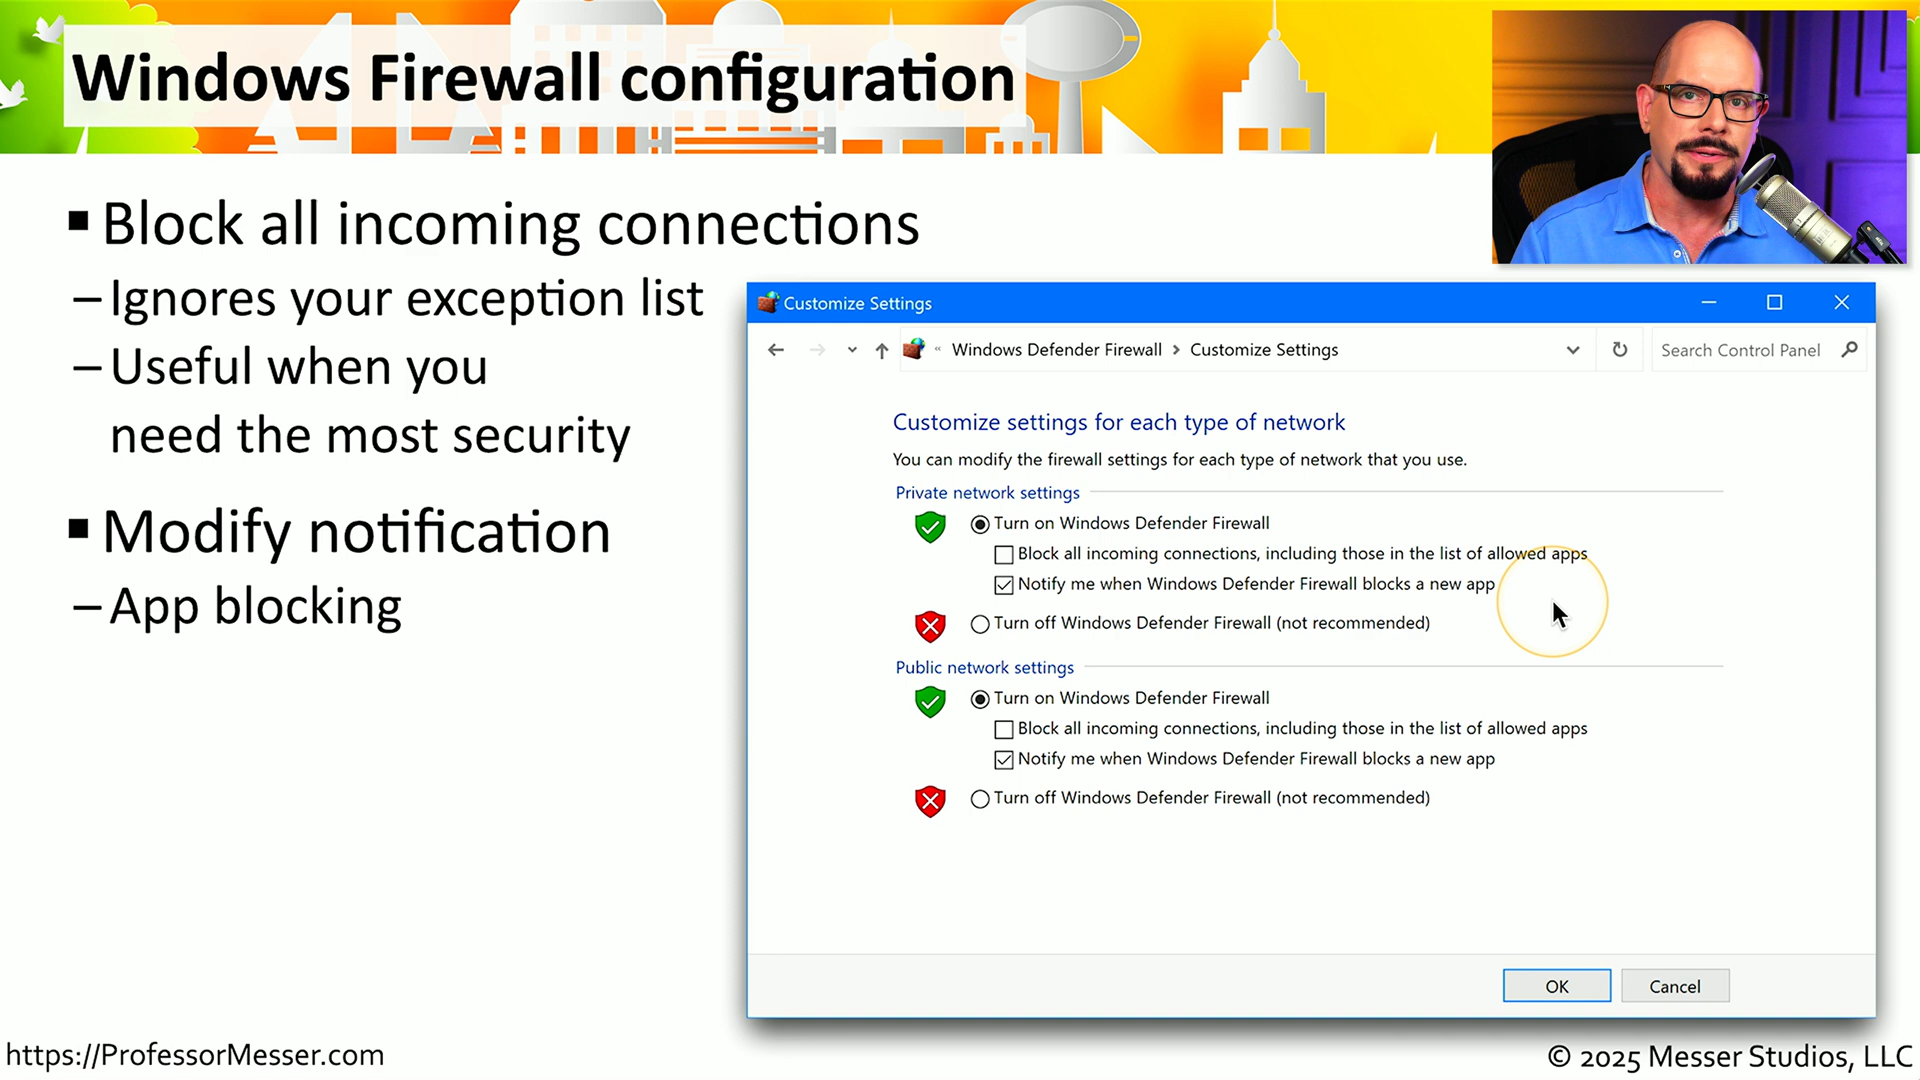 Windows Firewall configuration
▪ Block all incoming connections
– Ignores your exception list
– Useful when you
need the most security
▪ Modify notification
– App blocking
Customize Settings
« Windows Defender Firewall > Customize Settings
Search Control Panel
Customize settings for each type of network
You can modify the firewall settings for each type of network that you use.
Private network settings
Turn on Windows Defender Firewall
Block all incoming connections, including those in the list of allowed apps
Notify me when Windows Defender Firewall blocks a new app
Turn off Windows Defender Firewall (not recommended)
Public network settings
Turn on Windows Defender Firewall
Block all incoming connections, including those in the list of allowed apps
Notify me when Windows Defender Firewall blocks a new app
Turn off Windows Defender Firewall (not recommended)
OK
Cancel
https://ProfessorMesser.com
© 2025 Messer Studios, LLC